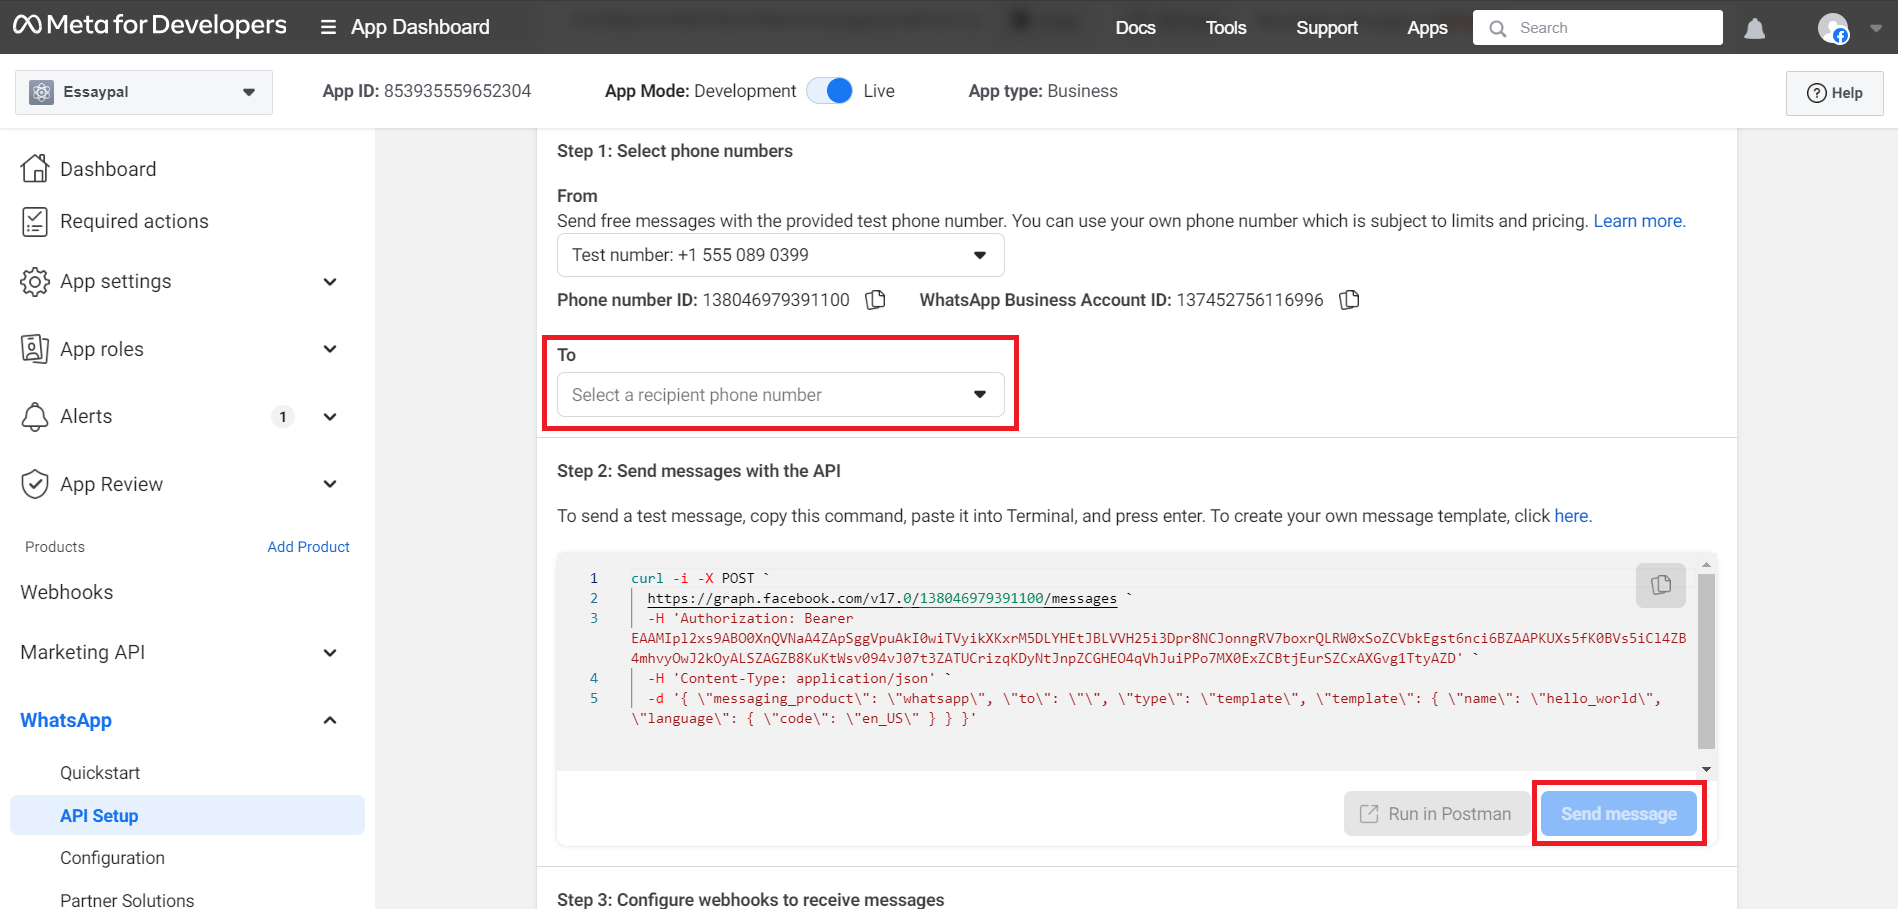 Meta for Developers
App Dashboard
Docs
Tools
Support
Apps
Search
Essaypal
App ID: 853935559652304
App Mode: Development
Live
App type: Business
Help
Dashboard
Required actions
App settings
App roles
Alerts
1
App Review
Products
Add Product
Webhooks
Marketing API
WhatsApp
Quickstart
API Setup
Configuration
Partner Solutions
Step 1: Select phone numbers
From
Send free messages with the provided test phone number. You can use your own phone number which is subject to limits and pricing. Learn more.
Test number: +1 555 089 0399
Phone number ID: 138046979391100
WhatsApp Business Account ID: 137452756116996
To
Select a recipient phone number
Step 2: Send messages with the API
To send a test message, copy this command, paste it into Terminal, and press enter. To create your own message template, click here.
1 curl -i -X POST `
2 https://graph.facebook.com/v17.0/138046979391100/messages `
3 -H 'Authorization: Bearer
EAAMIpl2xs9ABO0XnQVNaA4ZApSggVpuAkI0wiTVyikXKxrM5DLYHEtJBLVVH25i3Dpr8NCJonngRV7boxrQLRW0xSoZCVbkEgst6nci6BZAAPKUXs5fK0BVs5iCl4ZB
4mhvyOwJ2kOyALSZAGZB8KuKtWsv094vJ07t3ZATUCrizqKDyNtJnpZCGHEO4qVhJuiPPo7MX0ExZCBtjEurSZCxAXGvg1TtyAZD' `
4 -H 'Content-Type: application/json' `
5 -d '{ \"messaging_product\": \"whatsapp\", \"to\": \"\", \"type\": \"template\", \"template\": { \"name\": \"hello_world\",
\"language\": { \"code\": \"en_US\" } } }'
Run in Postman
Send message
Step 3: Configure webhooks to receive messages